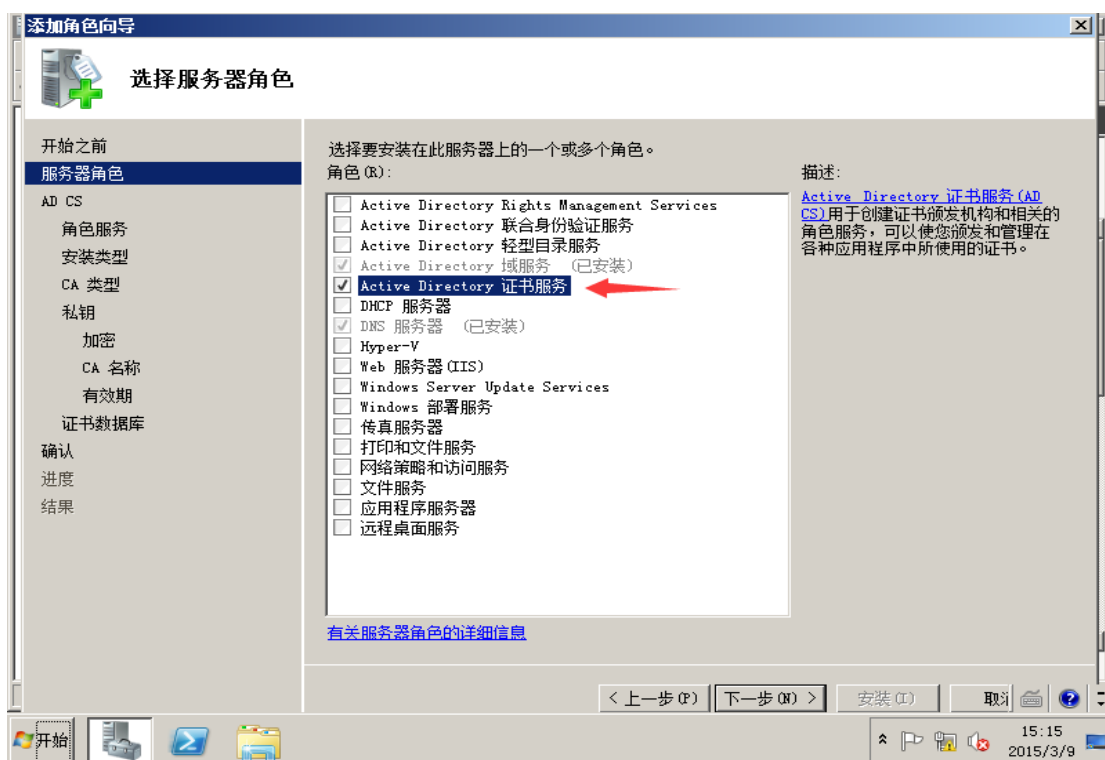 添加角色向导
选择服务器角色
开始之前
服务器角色
AD CS
角色服务
安装类型
CA 类型
私钥
加密
CA 名称
有效期
证书数据库
确认
进度
结果
选择要安装在此服务器上的一个或多个角色。
角色(R):
Active Directory Rights Management Services
Active Directory 联合身份验证服务
Active Directory 轻型目录服务
Active Directory 域服务 (已安装)
Active Directory 证书服务
DHCP 服务器
DNS 服务器 (已安装)
Hyper-V
Web 服务器(IIS)
Windows Server Update Services
Windows 部署服务
传真服务器
打印和文件服务
网络策略和访问服务
文件服务
应用程序服务器
远程桌面服务
有关服务器角色的详细信息
描述:
Active Directory 证书服务(AD
CS)用于创建证书颁发机构和相关的
角色服务，可以使您颁发和管理在
各种应用程序中所使用的证书。
< 上一步(P)
下一步(N) >
安装(I)
取消
开始
15:15
2015/3/9